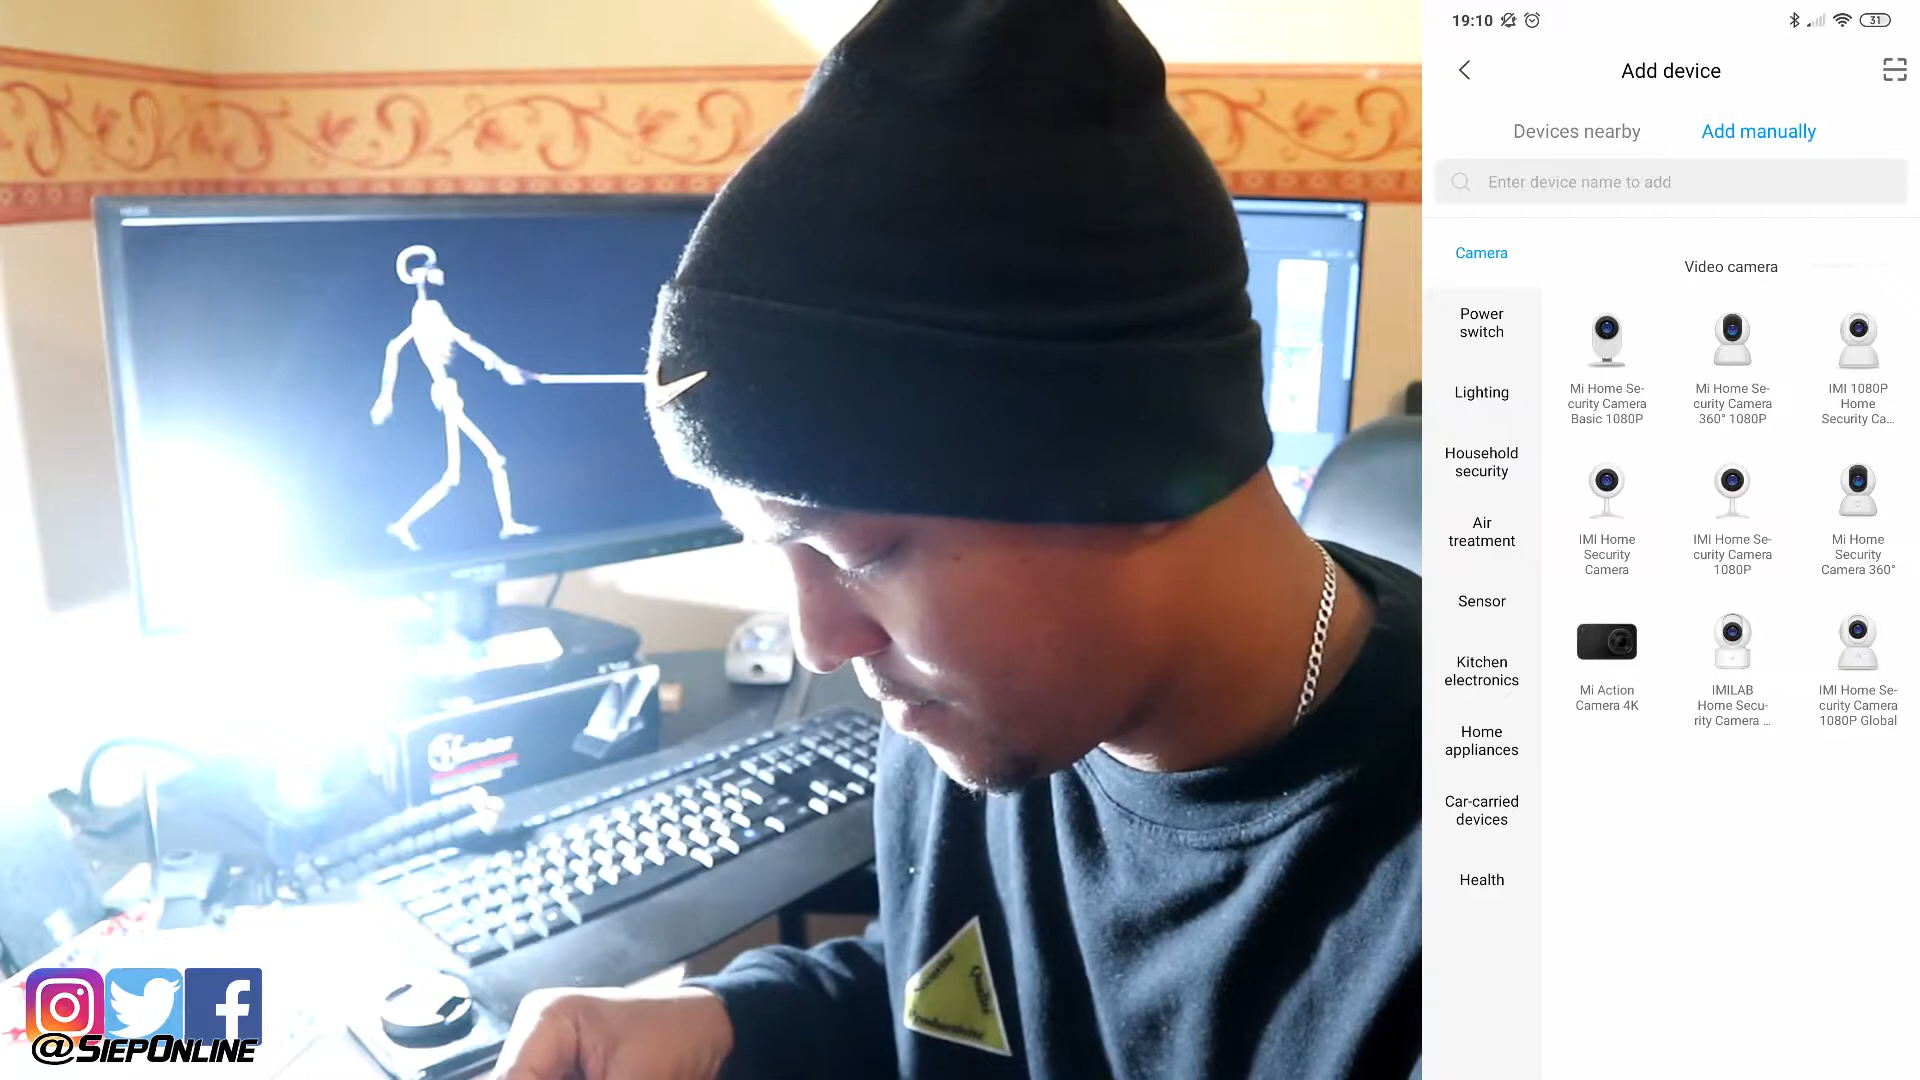 19:10
31
Add device
Devices nearby
Add manually
Enter device name to add
Camera
Video camera
Power
switch
Lighting
Household
security
Air
treatment
Sensor
Kitchen
electronics
Home
appliances
Car-carried
devices
Health
Mi Home Se-
curity Camera
Basic 1080P
Mi Home Se-
curity Camera
360° 1080P
IMI 1080P
Home
Security Ca...
IMI Home
Security
Camera
IMI Home Se-
curity Camera
1080P
Mi Home
Security
Camera 360°
Mi Action
Camera 4K
IMILAB
Home Secu-
rity Camera ...
IMI Home Se-
curity Camera
1080P Global
@SiepOnline